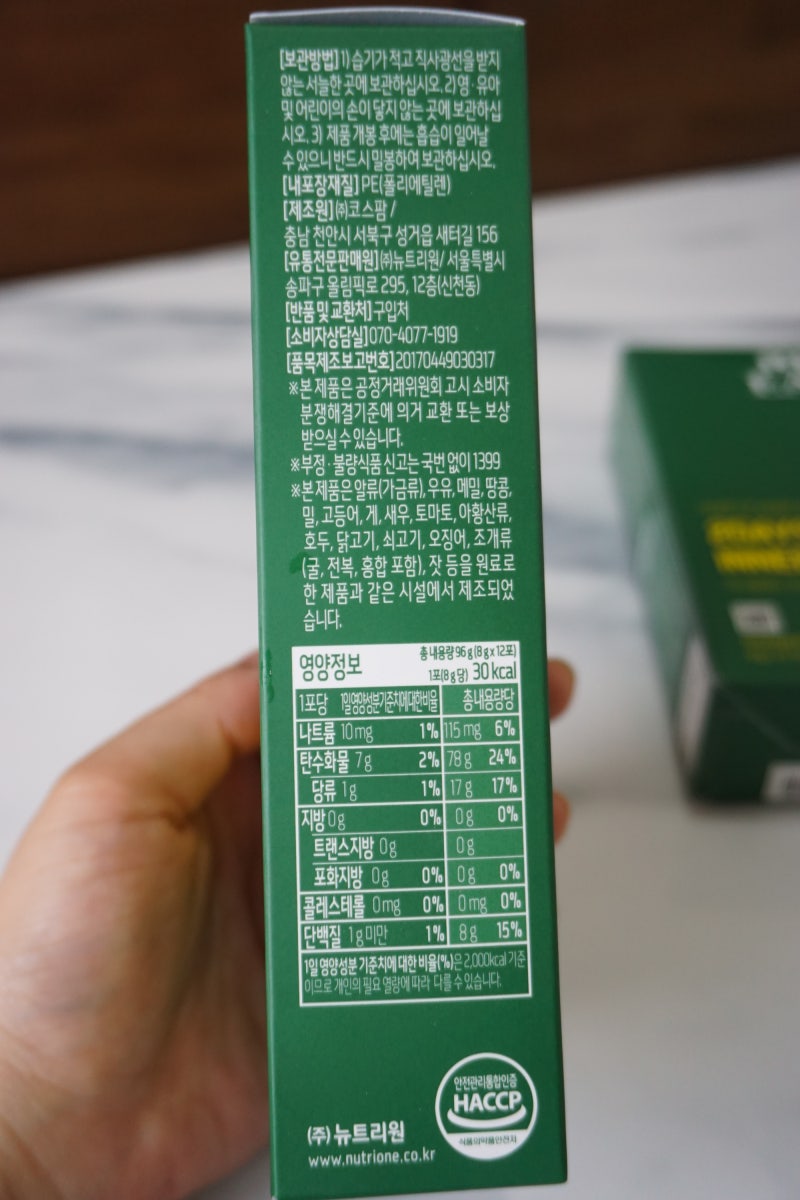 [보관방법] 1) 습기가 적고 직사광선을 받지
않는 서늘한 곳에 보관하십시오. 2) 영·유아
및 어린이의 손이 닿지 않는 곳에 보관하십
시오. 3) 제품 개봉 후에는 흡습이 일어날
수 있으니 반드시 밀봉하여 보관하십시오.
[내포장재질] PE(폴리에틸렌)
[제조원] ㈜코스팜 /
충남 천안시 서북구 성거읍 새터길 156
[유통전문판매원] ㈜뉴트리원/ 서울특별시
송파구 올림픽로 295, 12층(신천동)
[반품 및 교환처] 구입처
[소비자상담실] 070-4077-1919
[품목제조보고번호] 20170449030317
※본 제품은 공정거래위원회 고시 소비자
분쟁해결기준에 의거 교환 또는 보상
받으실 수 있습니다.
※부정·불량식품 신고는 국번 없이 1399
※본 제품은 알류(가금류), 우유, 메밀, 땅콩,
밀, 고등어, 게, 새우, 토마토, 아황산류,
호두, 닭고기, 쇠고기, 오징어, 조개류
(굴, 전복, 홍합 포함), 잣 등을 원료로
한 제품과 같은 시설에서 제조되었
습니다.
영양정보 총 내용량 96 g (8 g x 12포)
1포(8 g 당) 30 kcal
1포당 1일 영양성분 기준치에 대한 비율 총 내용량당
나트륨 10 mg 1% 115 mg 6%
탄수화물 7 g 2% 78 g 24%
당류 1 g 1% 17 g 17%
지방 0 g 0% 0 g 0%
트랜스지방 0 g 0 g
포화지방 0 g 0% 0 g 0%
콜레스테롤 0 mg 0% 0 mg 0%
단백질 1 g 미만 1% 8 g 15%
1일 영양성분 기준치에 대한 비율(%)은 2,000kcal 기준
이므로 개인의 필요 열량에 따라 다를 수 있습니다.
안전관리통합인증
HACCP
식품의약품안전처
(주) 뉴트리원
www.nutrione.co.kr